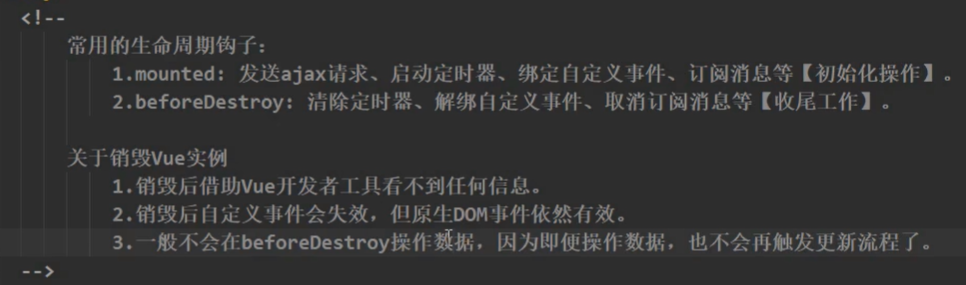 <!--
常用的生命周期钩子：
1.mounted: 发送ajax请求、启动定时器、绑定自定义事件、订阅消息等【初始化操作】。
2.beforeDestroy: 清除定时器、解绑自定义事件、取消订阅消息等【收尾工作】。
关于销毁Vue实例
1.销毁后借助Vue开发者工具看不到任何信息。
2.销毁后自定义事件会失效，但原生DOM事件依然有效。
3.一般不会在beforeDestroy操作数据，因为即便操作数据，也不会再触发更新流程了。
-->